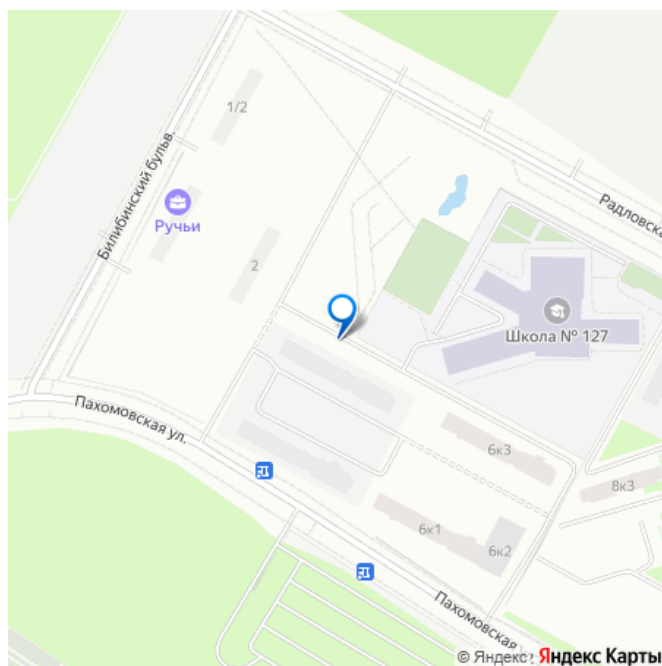 1/2
Билибинский бульв.
Ручьи
2
Радловска
Школа № 127
Пахомовская ул.
6к3
8к3
6к1
6к2
Пахомовская
© Яндекс Яндекс Карты